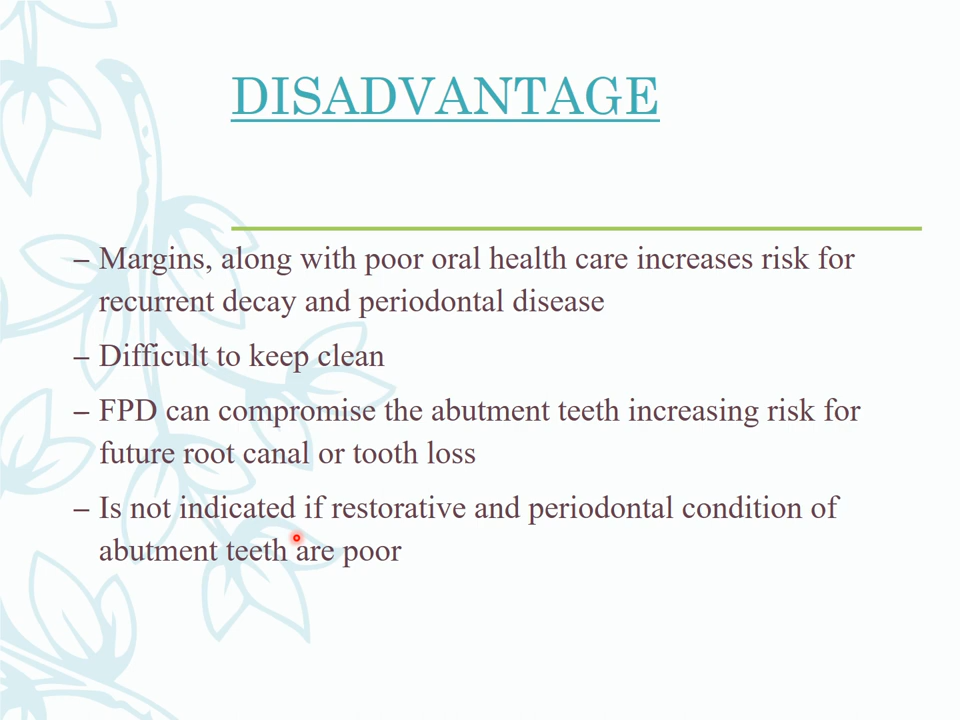 DISADVANTAGE
– Margins, along with poor oral health care increases risk for
recurrent decay and periodontal disease
– Difficult to keep clean
– FPD can compromise the abutment teeth increasing risk for
future root canal or tooth loss
– Is not indicated if restorative and periodontal condition of
abutment teeth are poor